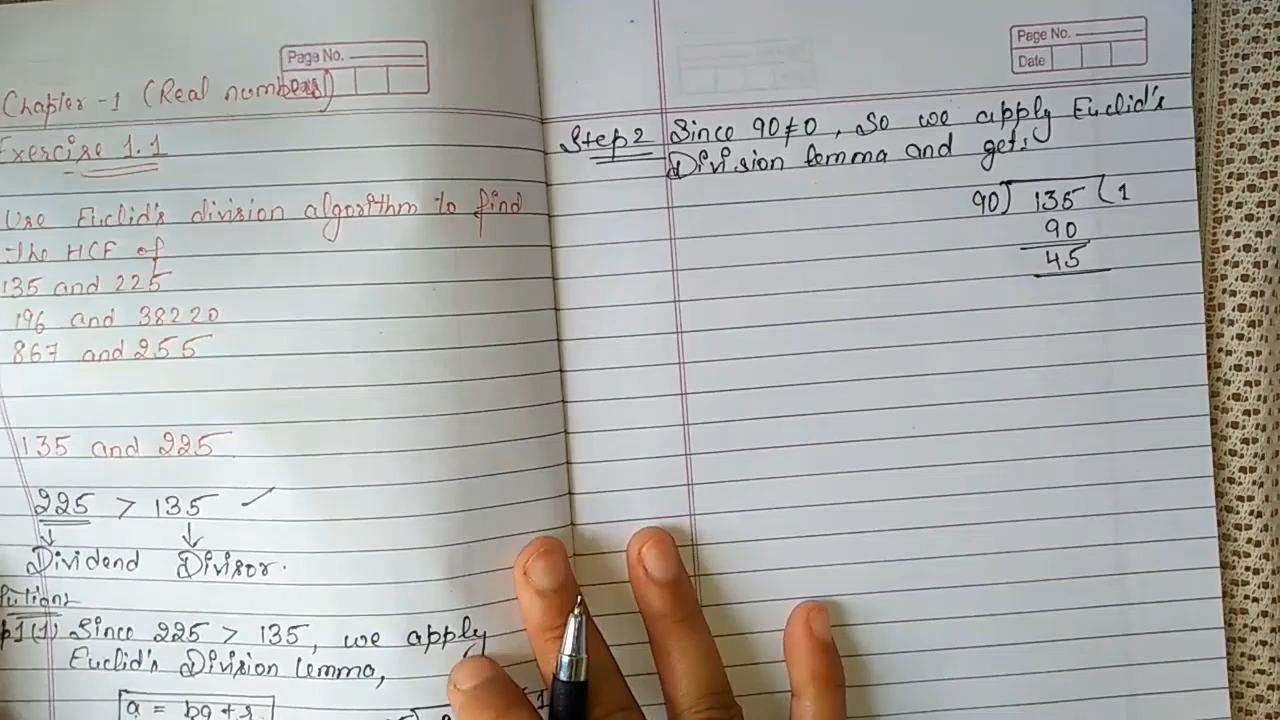 Page No.
Chapter -1 (Real numbers)
Exercise 1.1
Use Euclid's division algorithm to find
the HCF of
135 and 225
196 and 38220
867 and 255
135 and 225
225 > 135 ✓
↓ ↓
Dividend Divisor.
Since 225 > 135, we apply
Euclid's Division lemma,
a = bq + r
Page No.
Date
Step 2 Since 90 ≠ 0, So we apply Euclid's
Division lemma and get:
90) 135 (1
90
45